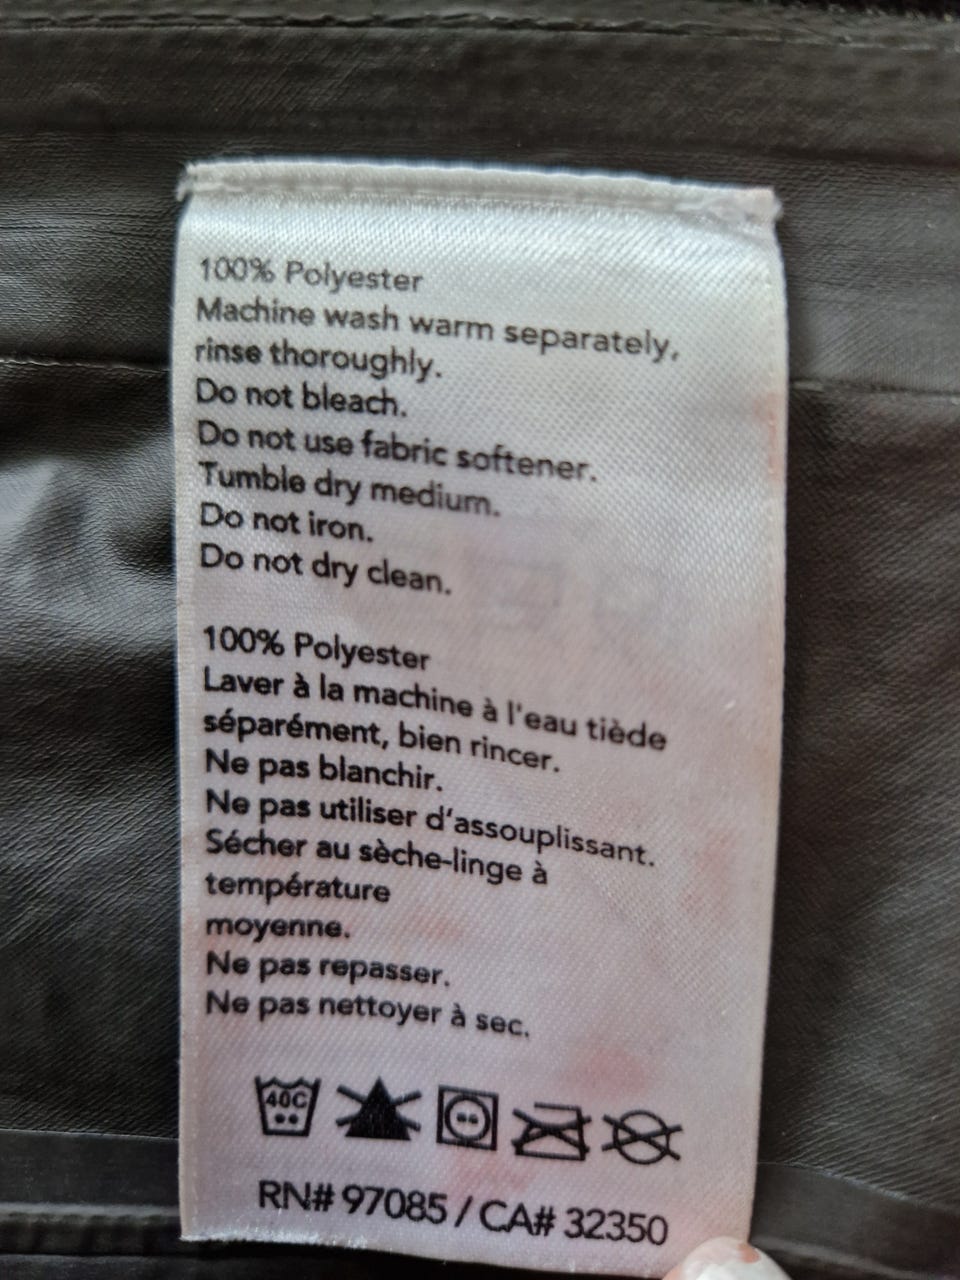 100% Polyester
Machine wash warm separately,
rinse thoroughly.
Do not bleach.
Do not use fabric softener.
Tumble dry medium.
Do not iron.
Do not dry clean.
100% Polyester
Laver à la machine à l'eau tiède
séparément, bien rincer.
Ne pas blanchir.
Ne pas utiliser d'assouplissant.
Sécher au sèche-linge à
température
moyenne.
Ne pas repasser.
Ne pas nettoyer à sec.
40C
RN# 97085 / CA# 32350